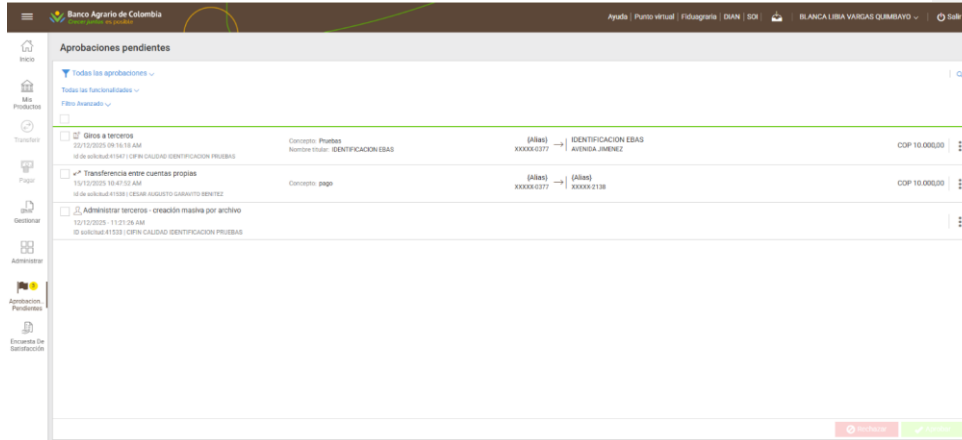 Banco Agrario de Colombia
Crecer juntos es posible
Ayuda | Punto virtual | Fiduagraria | DIAN | SOI |
BLANCA LIBIA VARGAS QUIMBAYO
Salir
Inicio
Mis
Productos
Transferir
Pagar
Gestionar
Administrar
Aprobacion...
Pendientes
Encuesta De
Satisfacción
Aprobaciones pendientes
Todas las aprobaciones
Todas las funcionalidades
Filtro Avanzado
Giros a terceros
22/12/2025 09:16:18 AM
Id de solicitud:41547 | CIFIN CALIDAD IDENTIFICACION PRUEBAS
Concepto: Pruebas
Nombre titular: IDENTIFICACION EBAS
{Alias}
XXXXX-0377
IDENTIFICACION EBAS
AVENIDA JIMENEZ
COP 10.000,00
Transferencia entre cuentas propias
15/12/2025 10:47:52 AM
Id de solicitud:41538 | CESAR AUGUSTO GARAVITO BENITEZ
Concepto: pago
{Alias}
XXXXX-0377
{Alias}
XXXXX-2138
COP 10.000,00
Administrar terceros - creación masiva por archivo
12/12/2025 - 11:21:26 AM
ID solicitud:41533 | CIFIN CALIDAD IDENTIFICACION PRUEBAS
Rechazar